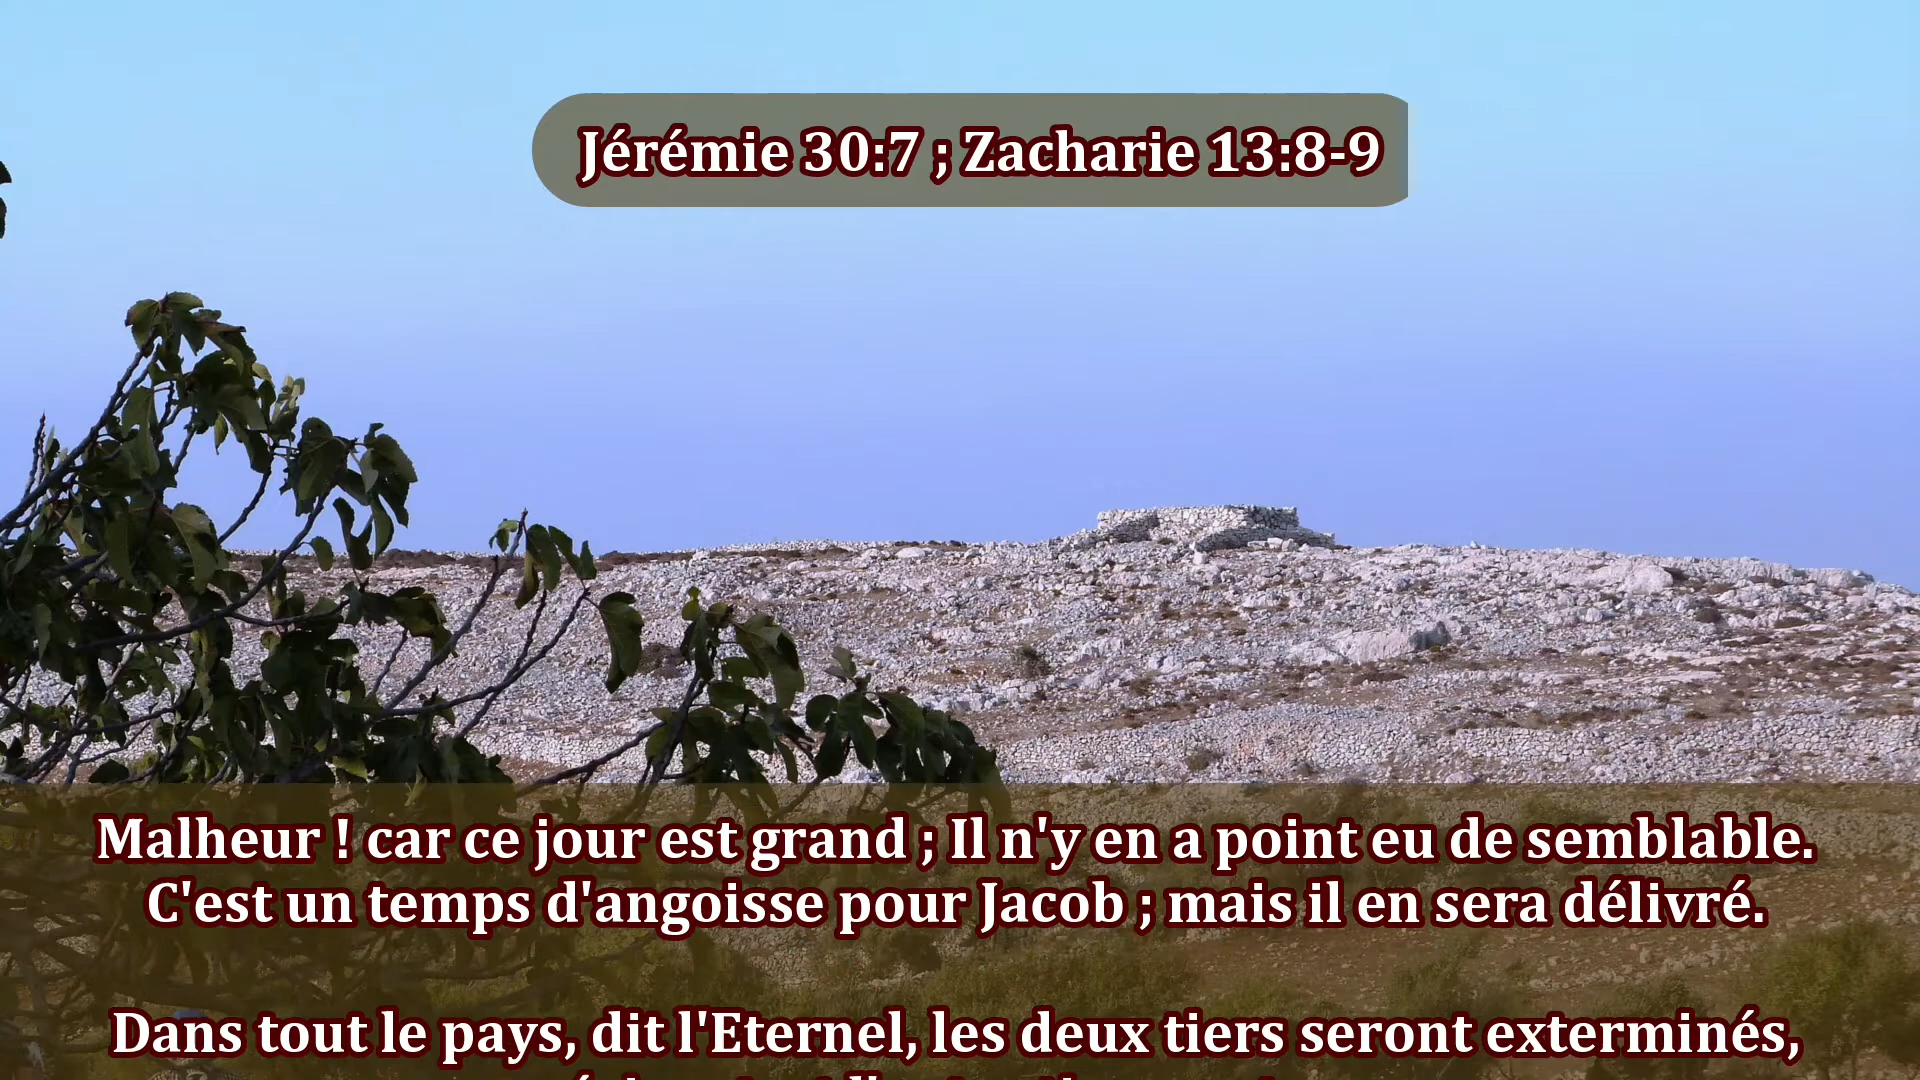 Jérémie 30:7 ; Zacharie 13:8-9
Malheur ! car ce jour est grand ; Il n'y en a point eu de semblable.
C'est un temps d'angoisse pour Jacob ; mais il en sera délivré.
Dans tout le pays, dit l'Eternel, les deux tiers seront exterminés,